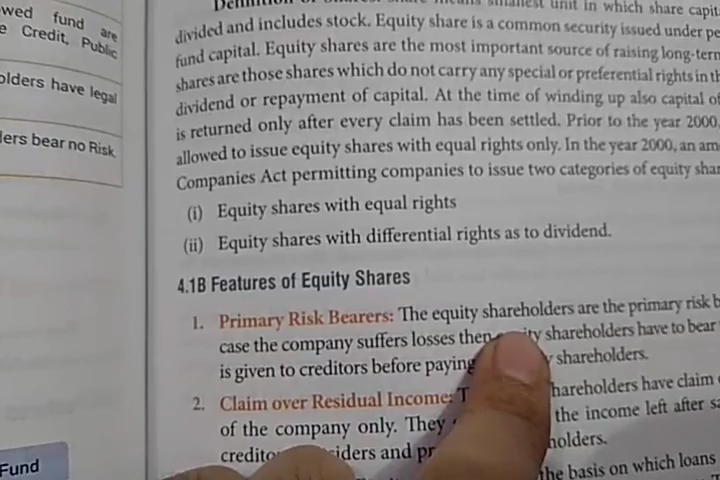 wed fund are
e Credit, Public
olders have legal
ers bear no Risk
Fund
smallest unit in which share capit
divided and includes stock. Equity share is a common security issued under pe
fund capital. Equity shares are the most important source of raising long-term
shares are those shares which do not carry any special or preferential rights in th
dividend or repayment of capital. At the time of winding up also capital of
is returned only after every claim has been settled. Prior to the year 2000,
allowed to issue equity shares with equal rights only. In the year 2000, an am
Companies Act permitting companies to issue two categories of equity shar
(i) Equity shares with equal rights
(ii) Equity shares with differential rights as to dividend.
4.1B Features of Equity Shares
1. Primary Risk Bearers: The equity shareholders are the primary risk b
case the company suffers losses then shareholders have to bear
is given to creditors before paying shareholders.
2. Claim over Residual Income: hareholders have claim
of the company only. They the income left after sa
credito iders and pr holders.
the basis on which loans